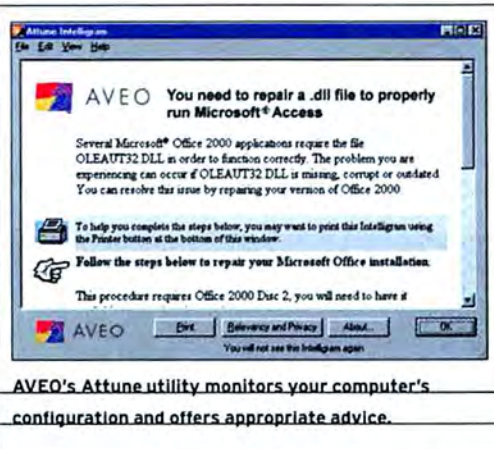 Attune Intelligram
File Edit View Help
AVEO You need to repair a .dll file to properly
run Microsoft® Access
Several Microsoft® Office 2000 applications require the file
OLEAUT32 DLL in order to function correctly. The problem you are
experiencing can occur if OLEAUT32 DLL is missing, corrupt or outdated
You can resolve this issue by repairing your version of Office 2000
To help you complete the steps below, you may want to print this Intelligram using
the Printer button at the bottom of this window.
Follow the steps below to repair your Microsoft Office installation
This procedure requires Office 2000 Disc 2, you will need to have it
AVEO Print Relevancy and Privacy About... OK
You will not see this Intelligram again
AVEO's Attune utility monitors your computer's
configuration and offers appropriate advice.